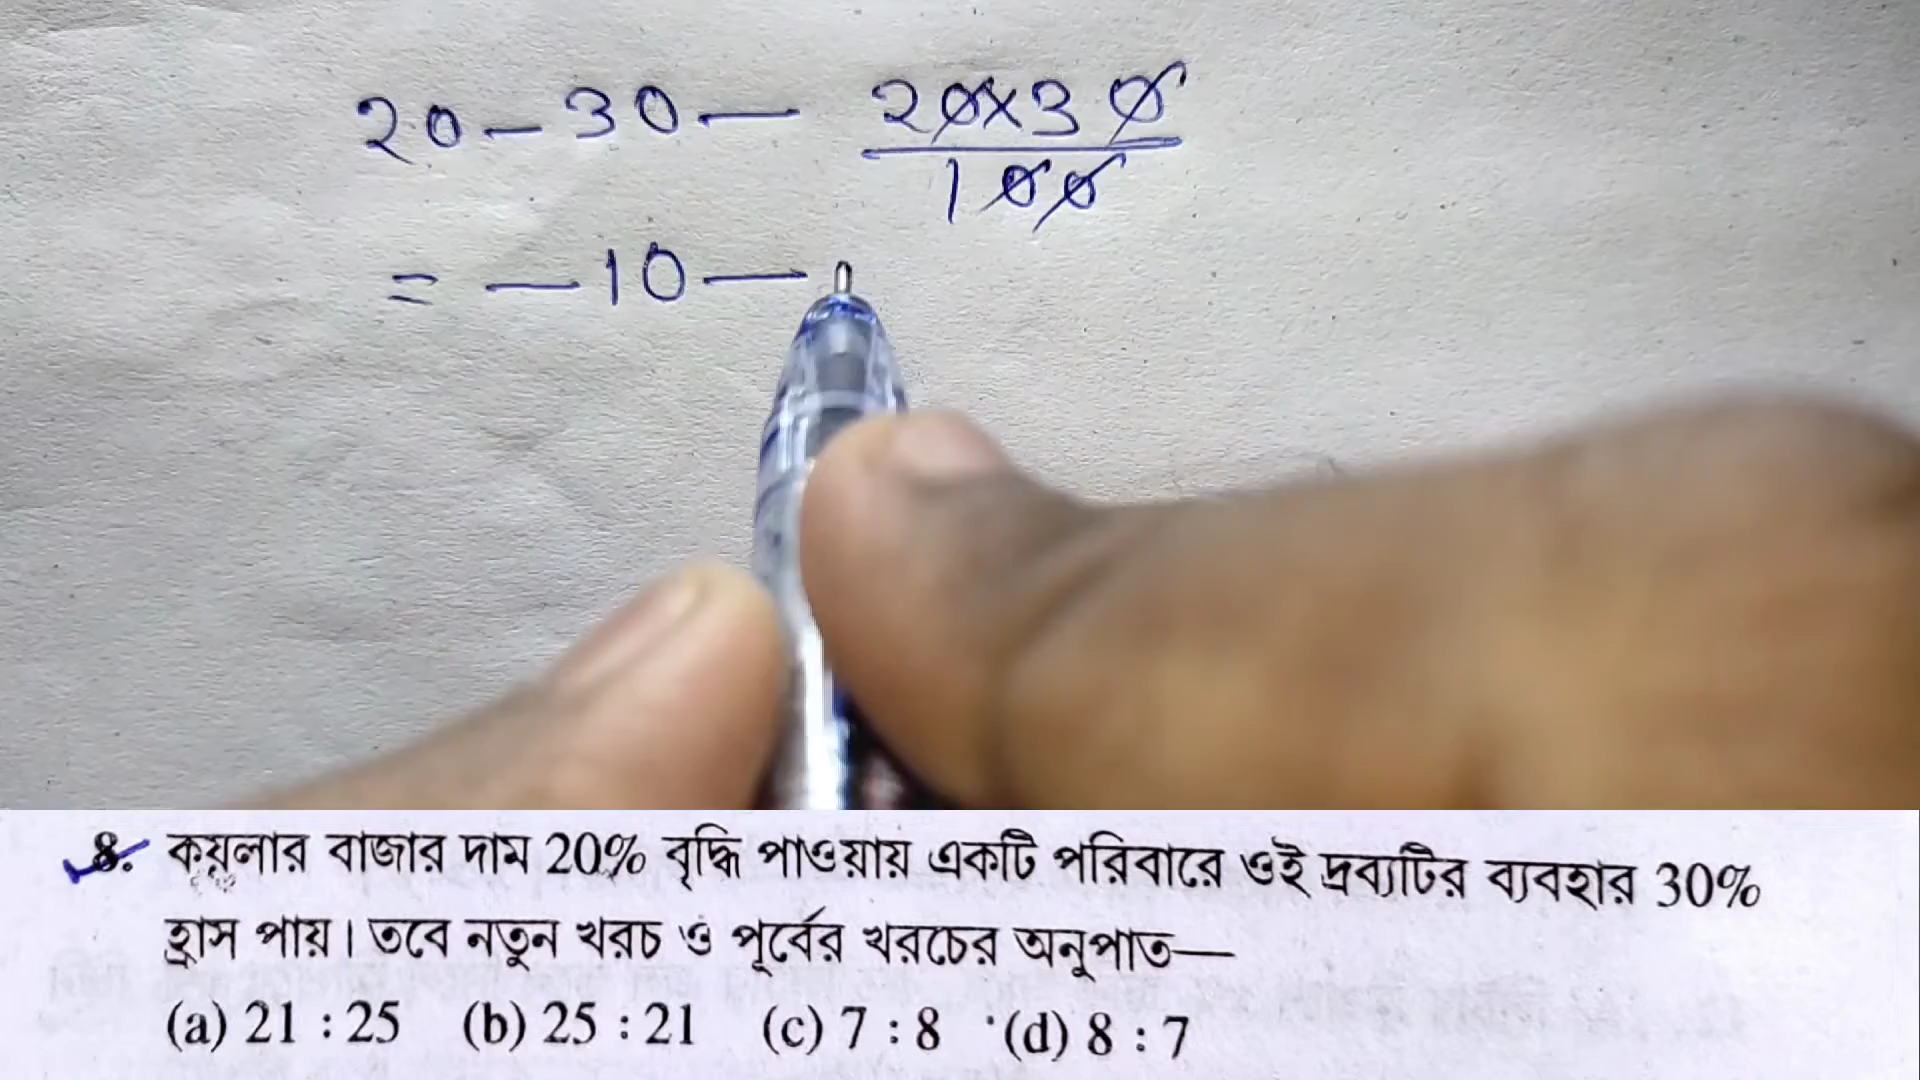 20 - 30 - 20×30
100
= - 10 -
8. কয়লার বাজার দাম 20% বৃদ্ধি পাওয়ায় একটি পরিবারে ওই দ্রব্যটির ব্যবহার 30%
হ্রাস পায়। তবে নতুন খরচ ও পূর্বের খরচের অনুপাত—
(a) 21 : 25 (b) 25 : 21 (c) 7 : 8 (d) 8 : 7